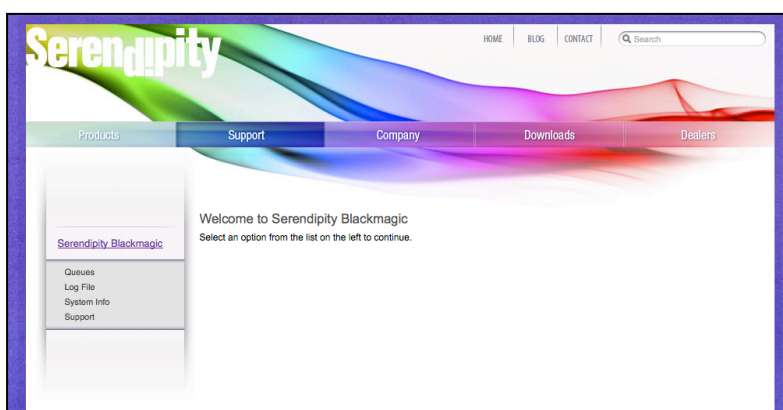 Serendipity
HOME BLOG CONTACT Search
Products Support Company Downloads Dealers
Welcome to Serendipity Blackmagic
Select an option from the list on the left to continue.
Serendipity Blackmagic
Queues
Log File
System Info
Support